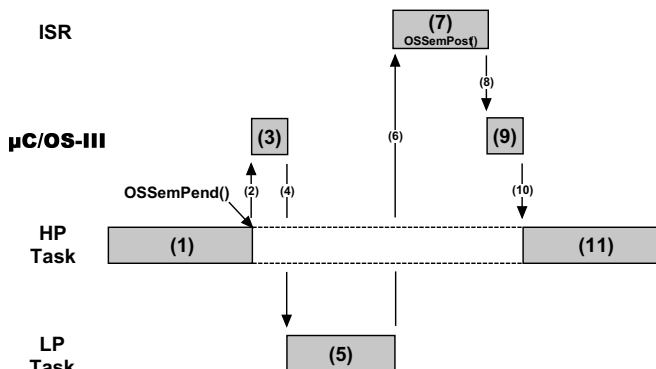 ISR
(7)
OSSemPost()
(8)
µC/OS-III
(3)
(6)
(9)
OSSemPend()
(2)
(4)
(10)
HP
Task
(1)
(11)
LP
Task
(5)